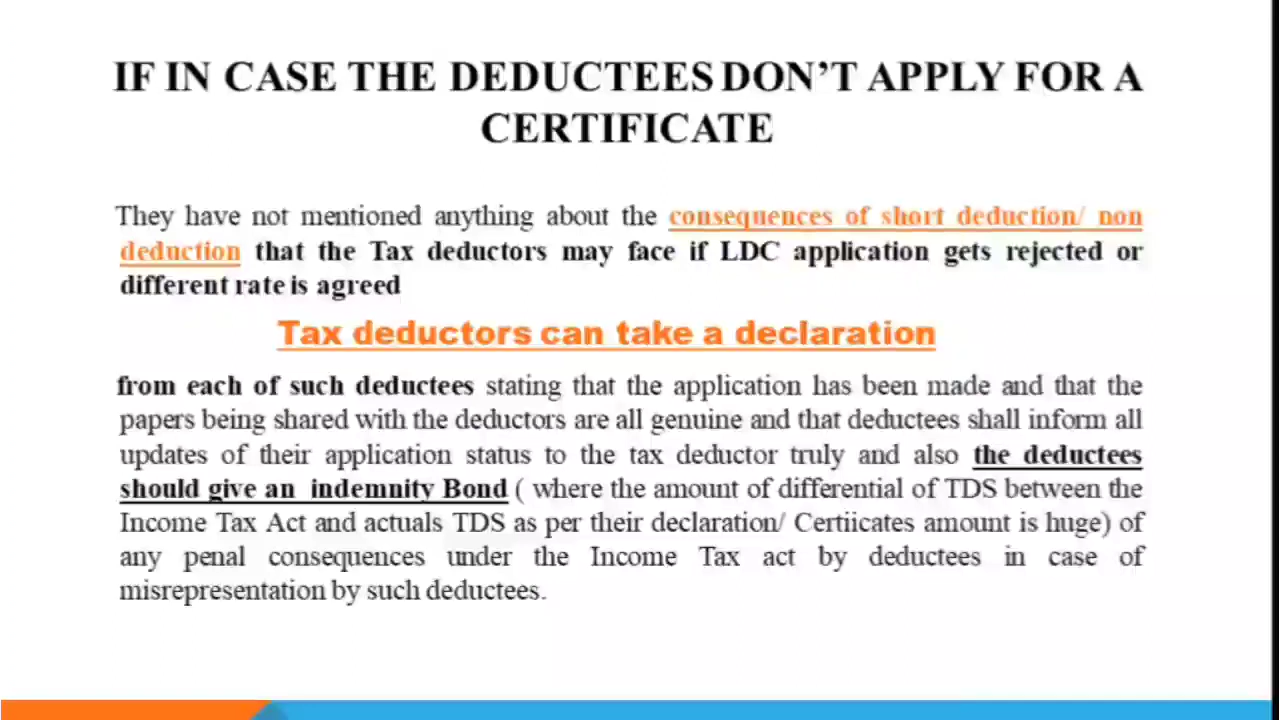 IF IN CASE THE DEDUCTEES DON’T APPLY FOR A
CERTIFICATE
They have not mentioned anything about the consequences of short deduction/ non
deduction that the Tax deductors may face if LDC application gets rejected or
different rate is agreed
Tax deductors can take a declaration
from each of such deductees stating that the application has been made and that the
papers being shared with the deductors are all genuine and that deductees shall inform all
updates of their application status to the tax deductor truly and also the deductees
should give an indemnity Bond ( where the amount of differential of TDS between the
Income Tax Act and actuals TDS as per their declaration/ Certiicates amount is huge) of
any penal consequences under the Income Tax act by deductees in case of
misrepresentation by such deductees.